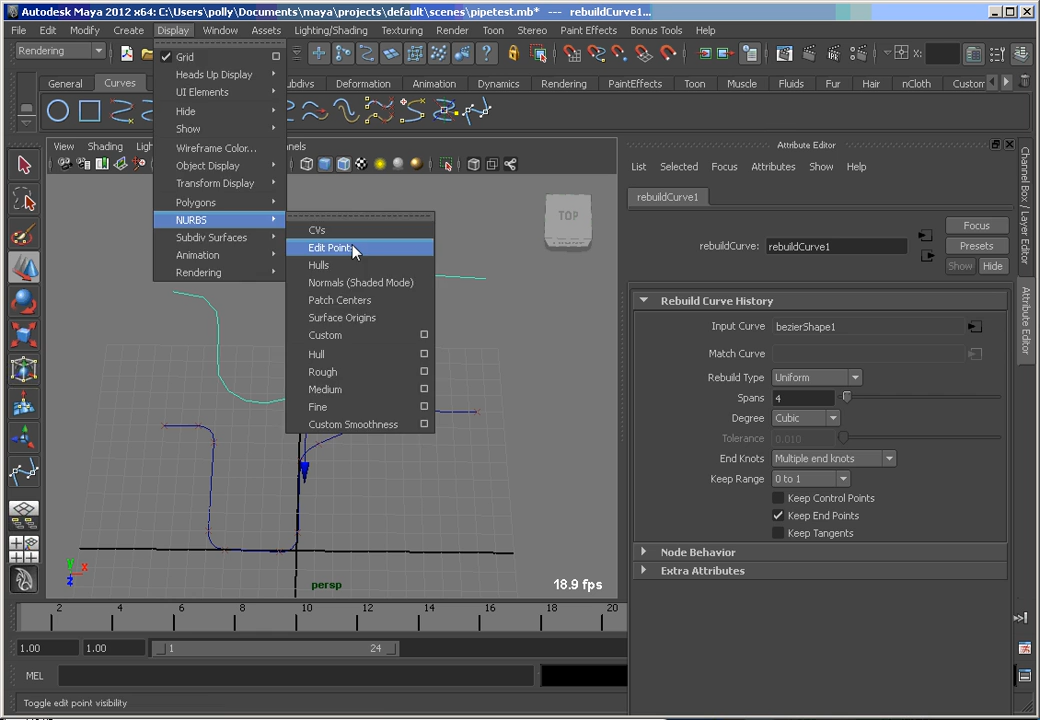 Autodesk Maya 2012 x64: C:\Users\polly\Documents\maya\projects\default\scenes\pipetest.mb* --- rebuildCurve1...
File Edit Modify Create Display Window Assets Lighting/Shading Texturing Render Toon Stereo Paint Effects Bonus Tools Help
Rendering
General Curves Subdivs Deformation Animation Dynamics Rendering PaintEffects Toon Muscle Fluids Fur Hair nCloth Custom
Grid
Heads Up Display
UI Elements
Hide
Show
Wireframe Color...
Object Display
Transform Display
Polygons
NURBS
Subdiv Surfaces
Animation
Rendering
CVs
Edit Points
Hulls
Normals (Shaded Mode)
Patch Centers
Surface Origins
Custom
Hull
Rough
Medium
Fine
Custom Smoothness
View Shading
TOP
persp
18.9 fps
Attribute Editor
List Selected Focus Attributes Show Help
rebuildCurve1
rebuildCurve: rebuildCurve1
Focus
Presets
Show Hide
Rebuild Curve History
Input Curve bezierShape1
Match Curve
Rebuild Type Uniform
Spans 4
Degree Cubic
Tolerance 0.010
End Knots Multiple end knots
Keep Range 0 to 1
Keep Control Points
Keep End Points
Keep Tangents
Node Behavior
Extra Attributes
Channel Box / Layer Editor
Attribute Editor
2 4 6 8 10 12 14 16 18 20
1.00 1.00 1 24
MEL
Toggle edit point visibility